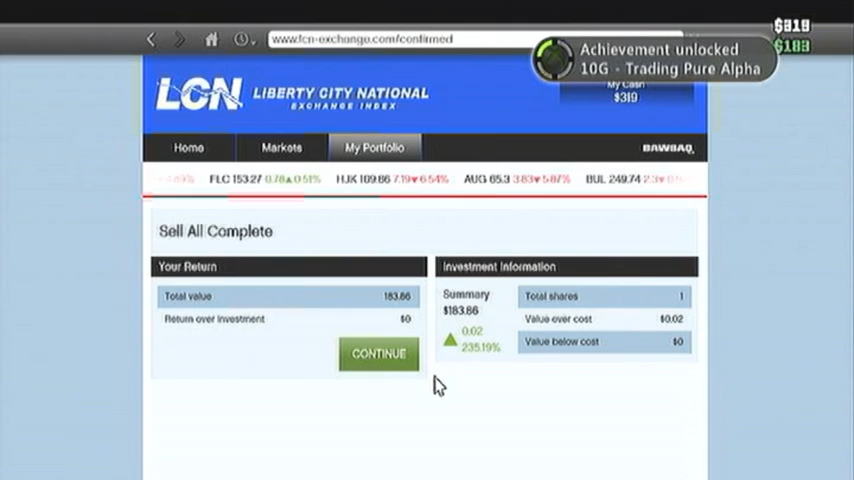 $319
$183
www.lcn-exchange.com/confirmed
Achievement unlocked
10G - Trading Pure Alpha
My Cash
$319
LCN LIBERTY CITY NATIONAL
EXCHANGE INDEX
Home Markets My Portfolio BAWSAQ
FLC 153.27 0.78▲0.51% HJK 109.66 7.19▼6.54% AUG 65.3 3.83▼5.87% BUL 249.74
Sell All Complete
Your Return
Total value 183.66
Return over investment $0
CONTINUE
Investment Information
Summary
$183.66
▲ 0.02
235.19%
Total shares 1
Value over cost $0.02
Value below cost $0